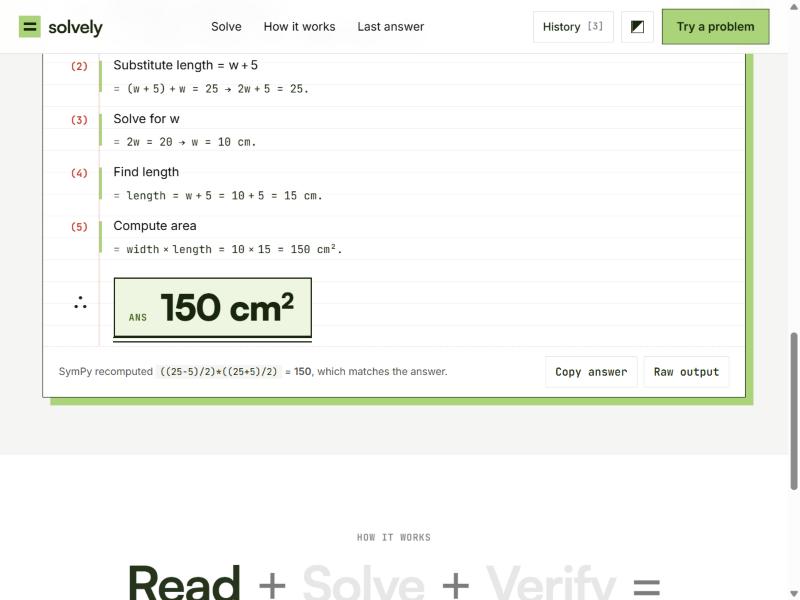 solvely
Solve How it works Last answer
History [3]
Try a problem
(2) Substitute length = w + 5
= (w + 5) + w = 25 → 2w + 5 = 25.
(3) Solve for w
= 2w = 20 → w = 10 cm.
(4) Find length
= length = w + 5 = 10 + 5 = 15 cm.
(5) Compute area
= width × length = 10 × 15 = 150 cm².
∴ ANS 150 cm²
SymPy recomputed ((25-5)/2)*((25+5)/2) = 150, which matches the answer.
Copy answer Raw output
HOW IT WORKS
Read + Solve + Verify =